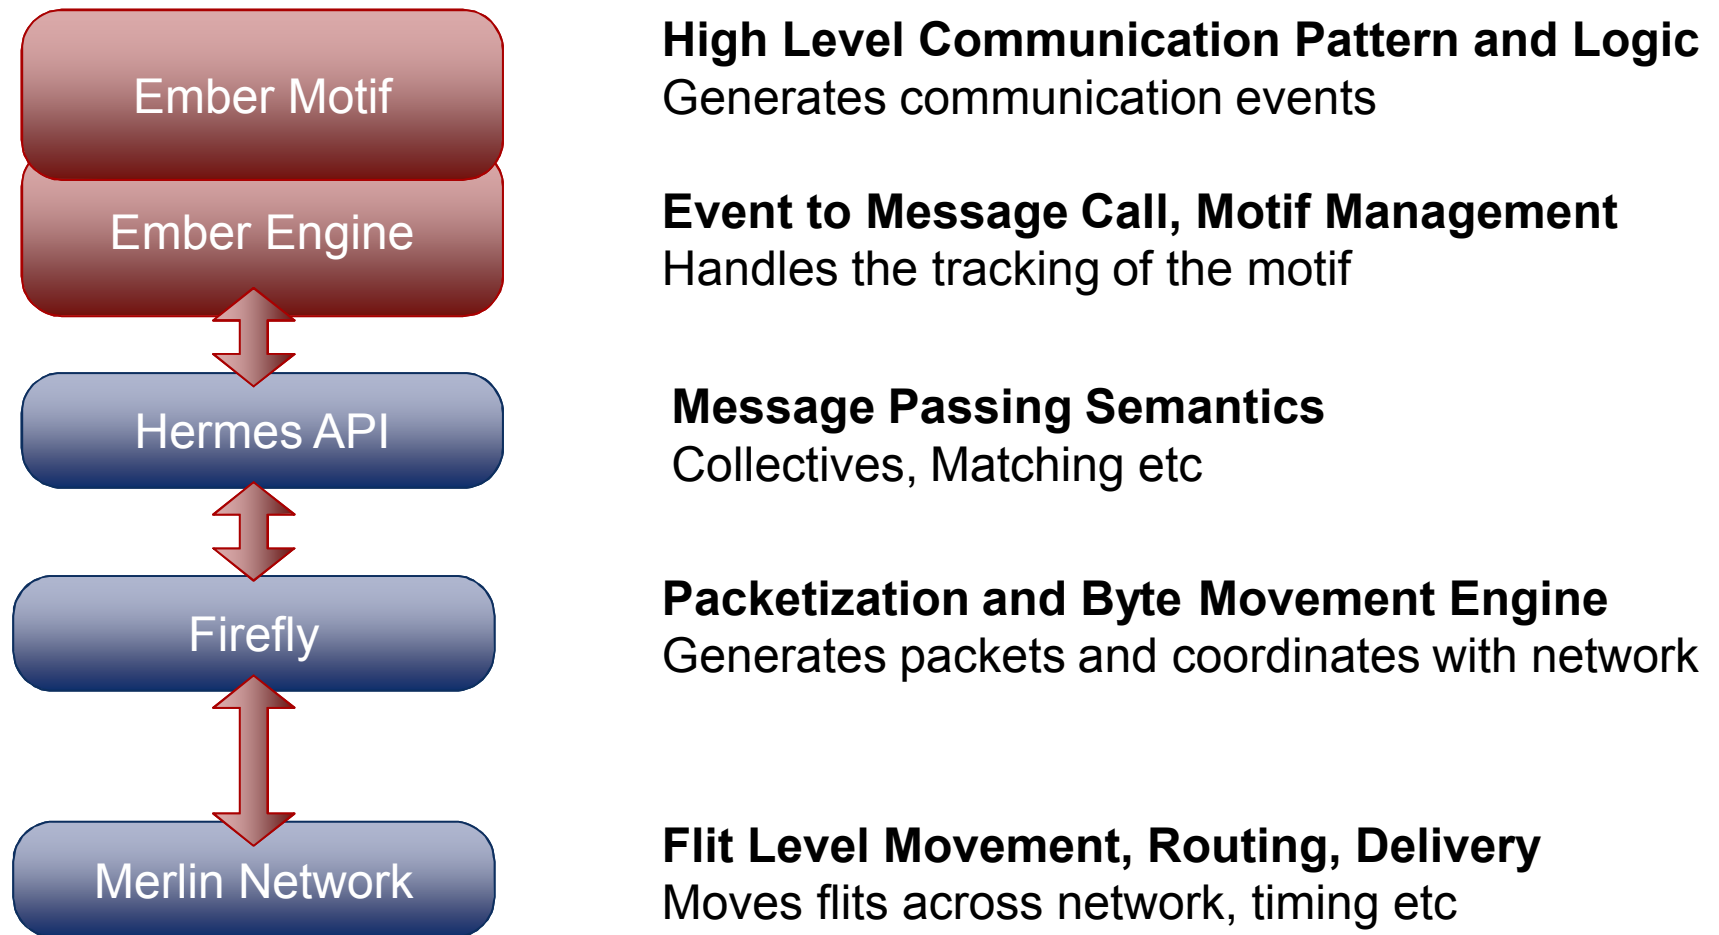 Ember Motif
High Level Communication Pattern and Logic
Generates communication events
Ember Engine
Event to Message Call, Motif Management
Handles the tracking of the motif
Hermes API
Message Passing Semantics
Collectives, Matching etc
Firefly
Packetization and Byte Movement Engine
Generates packets and coordinates with network
Merlin Network
Flit Level Movement, Routing, Delivery
Moves flits across network, timing etc